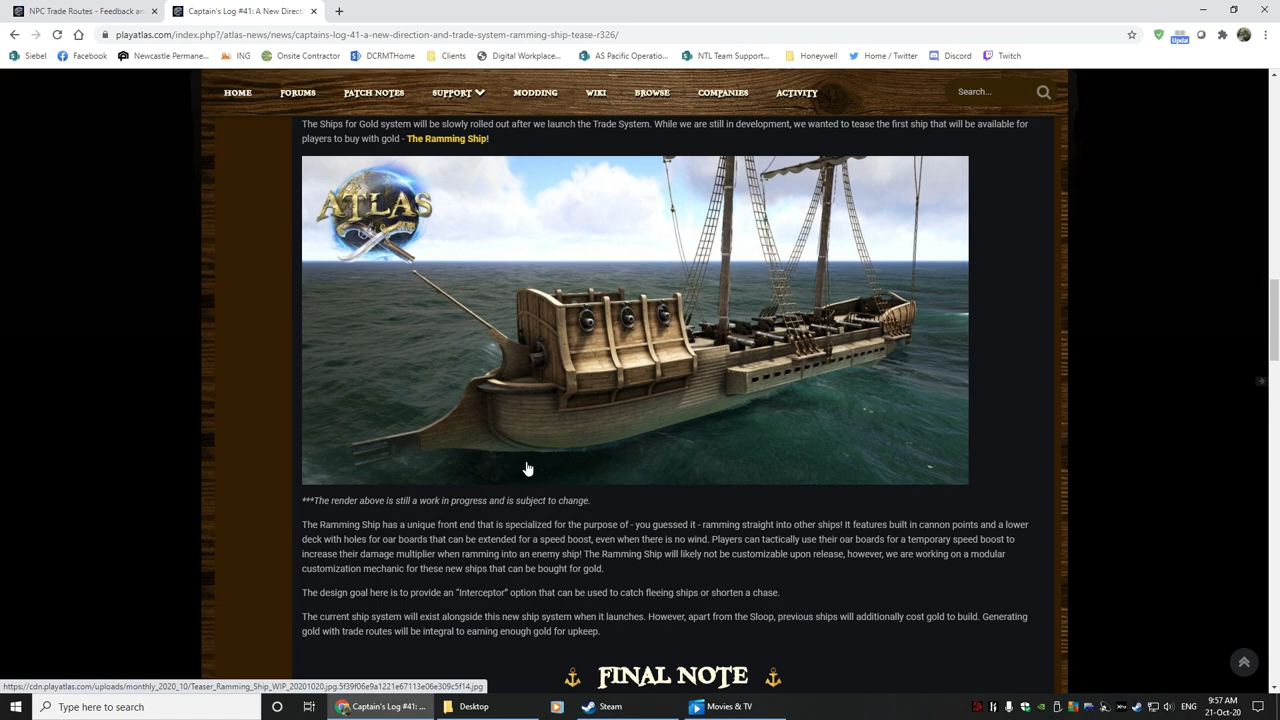 NPC Trade Routes - Feedback an
Captain's Log #41: A New Direct
playatlas.com/index.php?/atlas-news/news/captains-log-41-a-new-direction-and-trade-system-ramming-ship-tease-r326/
Upda
Siebel
Facebook
Newcastle Permane...
ING
Onsite Contractor
DCRMTHome
Clients
Digital Workplace...
AS Pacific Operatio...
NTL Team Support...
Honeywell
Home / Twitter
Discord
Twitch
HOME
FORUMS
PATCH NOTES
SUPPORT
MODDING
WIKI
BROWSE
COMPANIES
ACTIVITY
Search...
The Ships for Gold system will be slowly rolled out after we launch the Trade System. While we are still in development, we wanted to tease the first ship that will be available for
players to buy with gold - The Ramming Ship!
ATLAS
***The render above is still a work in progress and is subject to change.
The Ramming Ship has a unique front end that is specialized for the purpose of - you guessed it - ramming straight into other ships! It features built in cannon points and a lower
deck with holes for oar boards that can be extended for a speed boost, even when there is no wind. Players can tactically use their oar boards for a temporary speed boost to
increase their damage multiplier when ramming into an enemy ship! The Ramming Ship will likely not be customizable upon release, however, we are working on a modular
customization mechanic for these new ships that can be bought for gold.
The design goal here is to provide an "Interceptor" option that can be used to catch fleeing ships or shorten a chase.
The current ship system will exist alongside this new ship system when it launches. However, apart from the Sloop, previous ships will additionally cost gold to build. Generating
gold with trade routes will be integral to earning enough gold for upkeep.
FINAL NOTE
Type here to search
Captain's Log #41: ...
Desktop
Steam
Movies & TV
ENG
9:57 AM
21-Oct-20